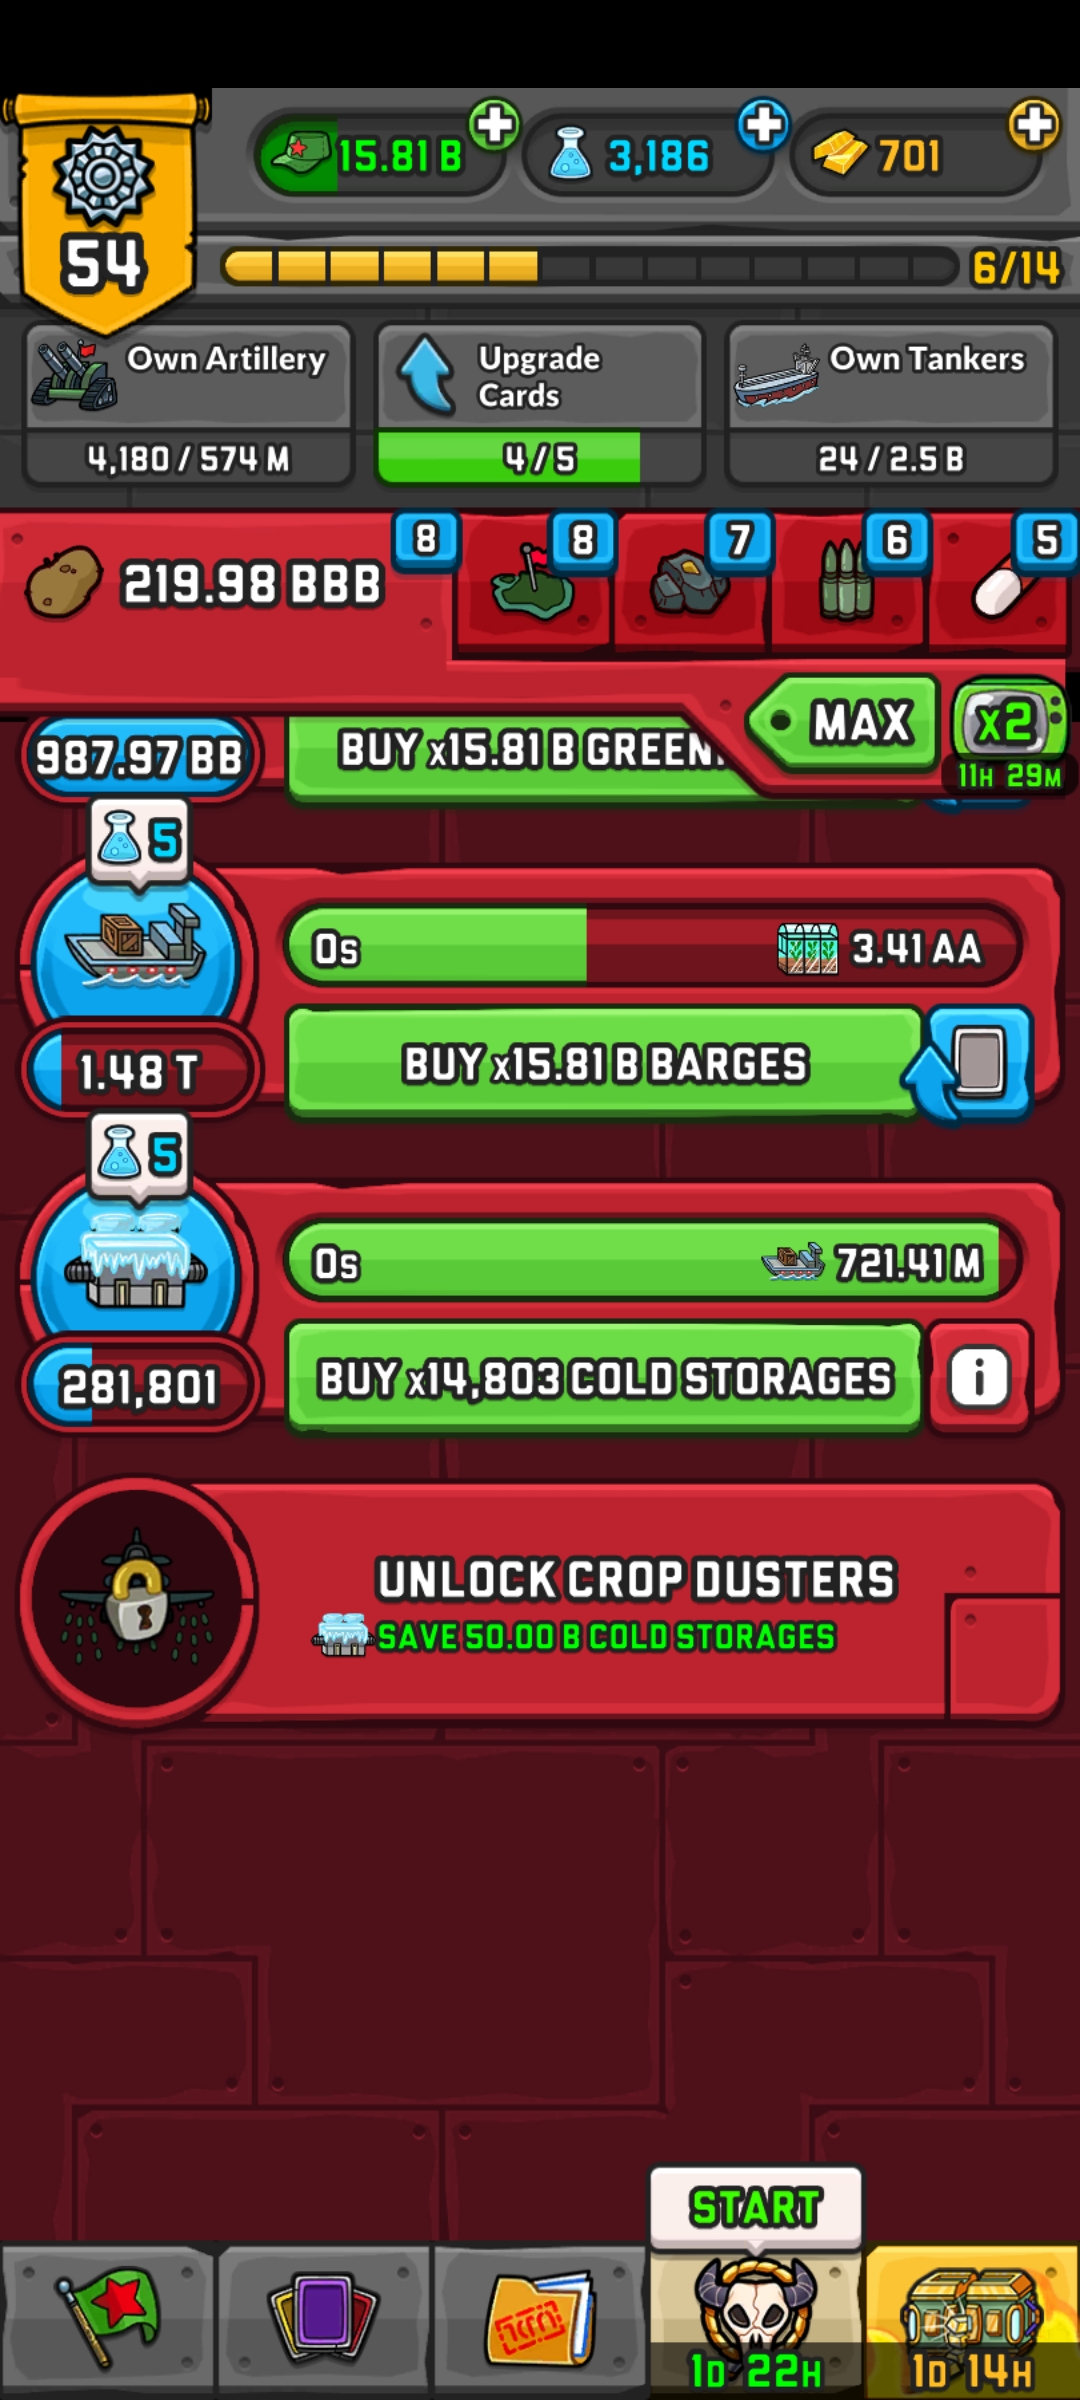 54
15.81 B
3,186
701
6/14
Own Artillery
4,180 / 574 M
Upgrade
Cards
4/5
Own Tankers
24 / 2.5 B
219.98 BBB
8
8
7
6
5
MAX
x2
11H 29M
987.97 BB
BUY x15.81 B GREEN
5
0s
3.41 AA
1.48 T
BUY x15.81 B BARGES
5
0s
721.41 M
281,801
BUY x14,803 COLD STORAGES
i
UNLOCK CROP DUSTERS
SAVE 50.00 B COLD STORAGES
START
1D 22H
1D 14H